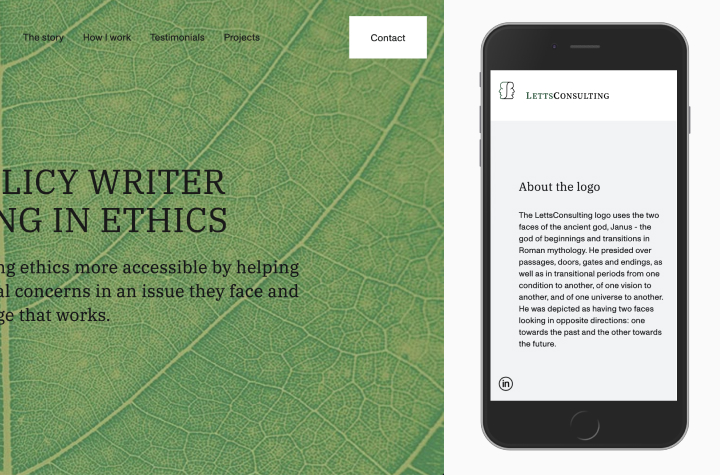 The story How I work Testimonials Projects Contact
LICY WRITER
NG IN ETHICS
ng ethics more accessible by helping
al concerns in an issue they face and
ge that works.
LETTSCONSULTING
About the logo
The LettsConsulting logo uses the two
faces of the ancient god, Janus - the
god of beginnings and transitions in
Roman mythology. He presided over
passages, doors, gates and endings, as
well as in transitional periods from one
condition to another, of one vision to
another, and of one universe to another.
He was depicted as having two faces
looking in opposite directions: one
towards the past and the other towards
the future.
in